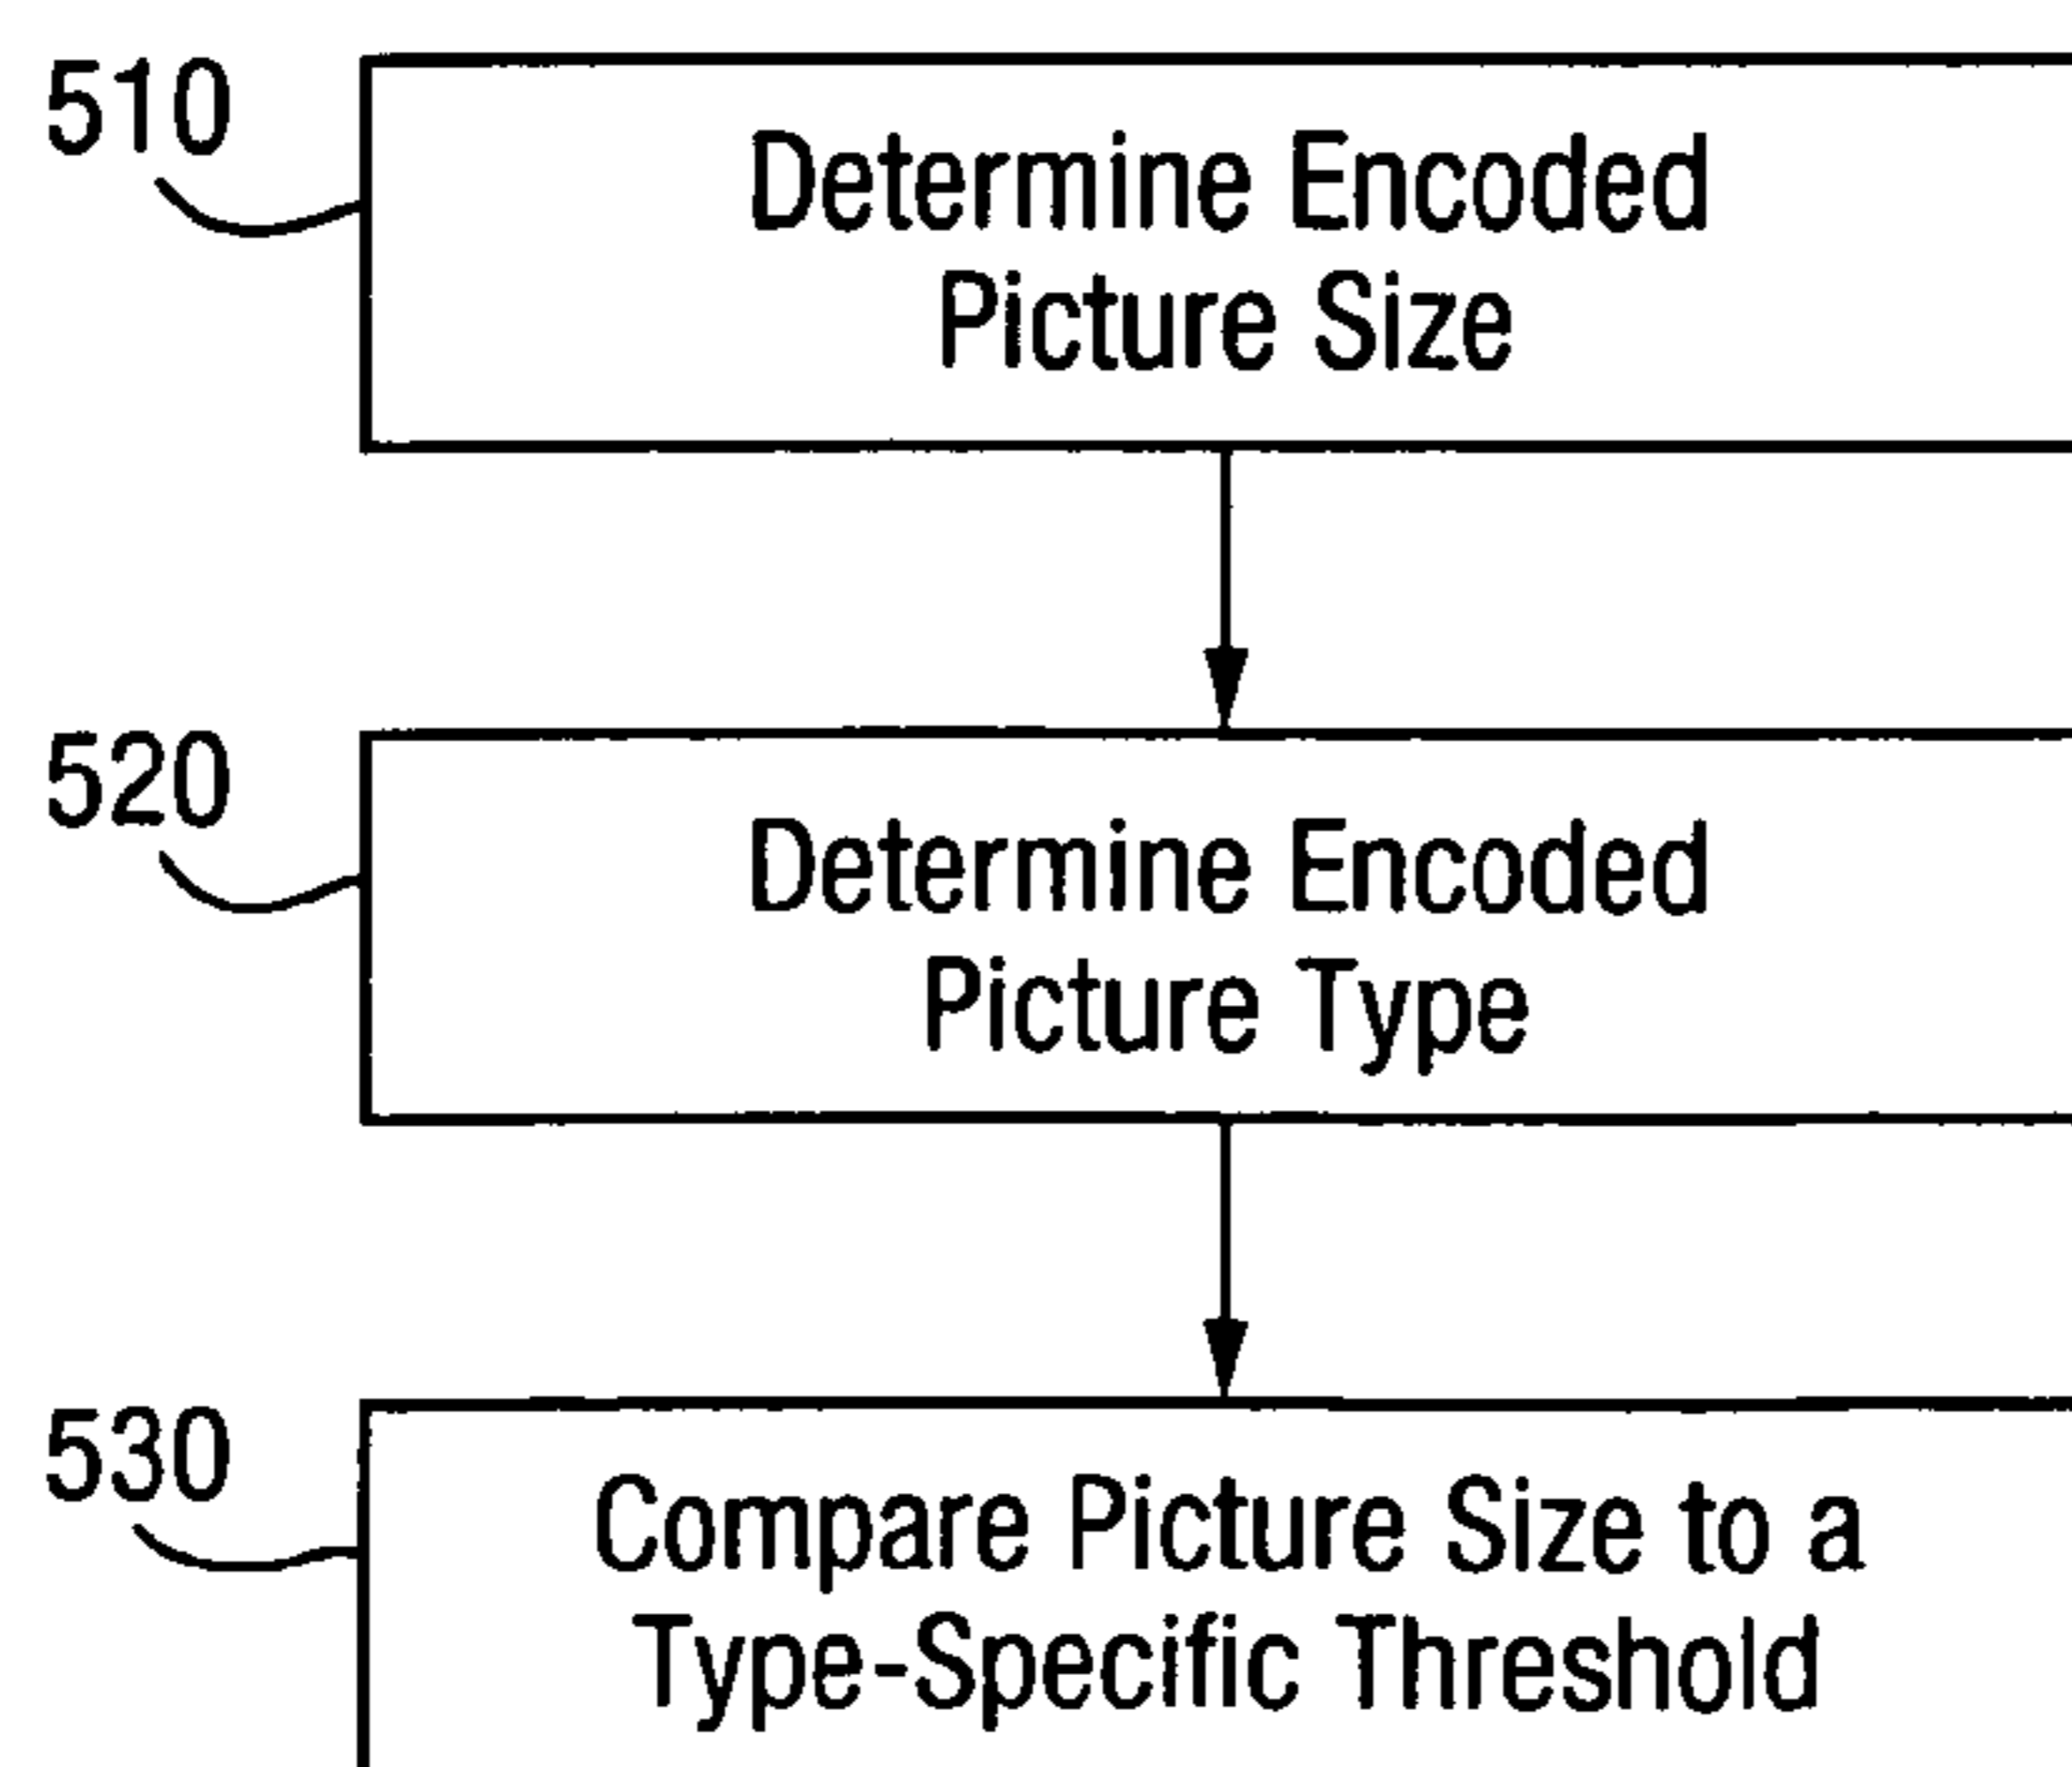 510
Determine Encoded
Picture Size
520
Determine Encoded
Picture Type
530
Compare Picture Size to a
Type-Specific Threshold